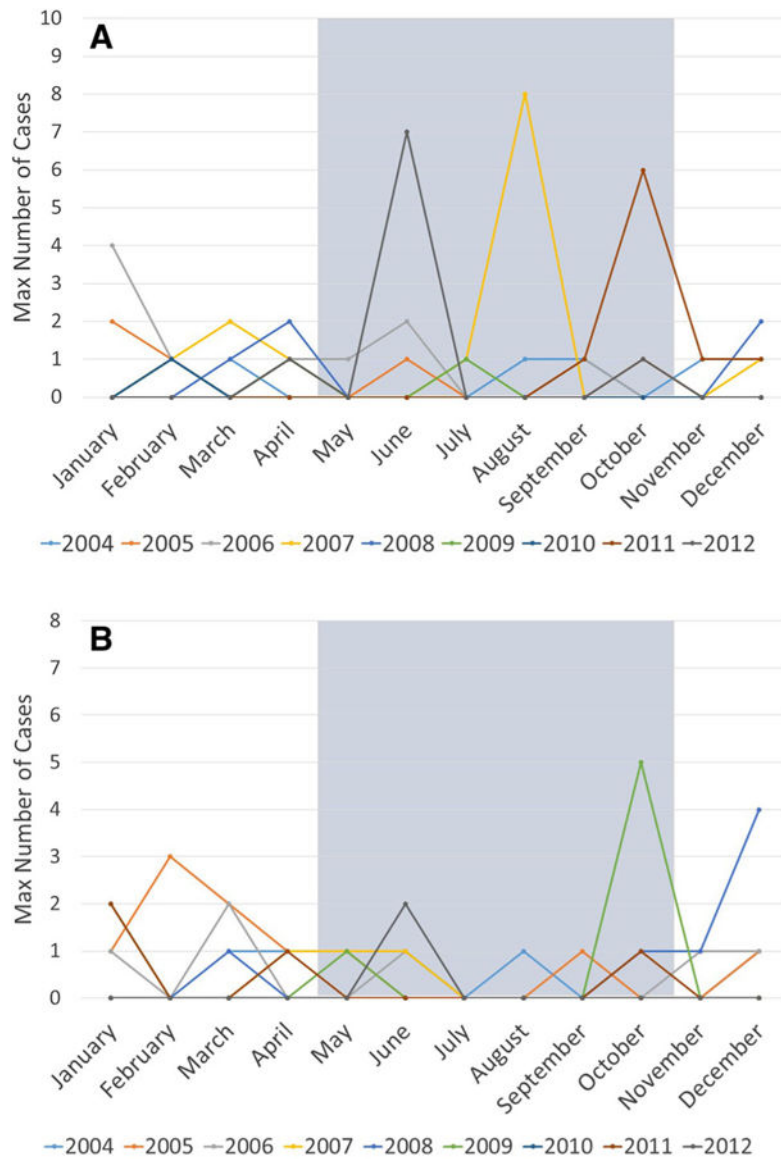 A
Max Number of Cases
10
9
8
7
6
5
4
3
2
1
0
January
February
March
April
May
June
July
August
September
October
November
December
2004 2005 2006 2007 2008 2009 2010 2011 2012
B
Max Number of Cases
8
7
6
5
4
3
2
1
0
January
February
March
April
May
June
July
August
September
October
November
December
2004 2005 2006 2007 2008 2009 2010 2011 2012